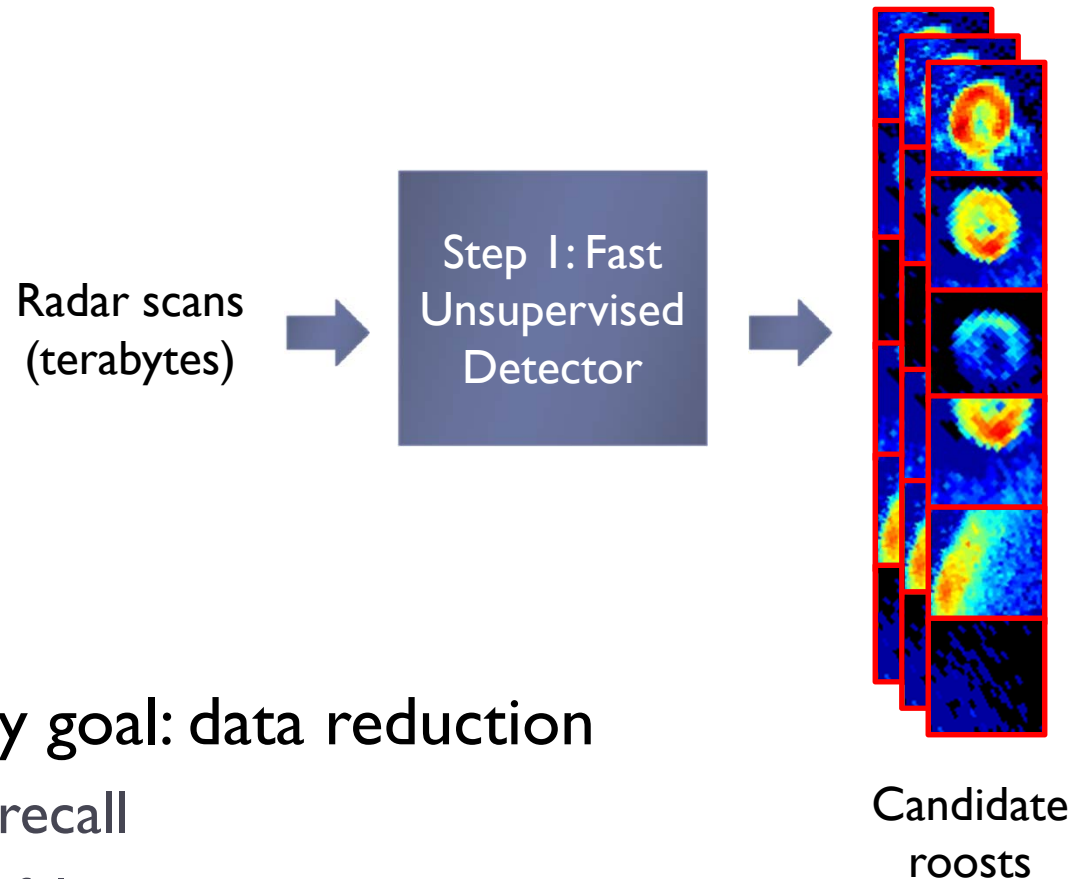 Radar scans
(terabytes)
Step 1: Fast
Unsupervised
Detector
goal: data reduction
recall
Candidate
roosts